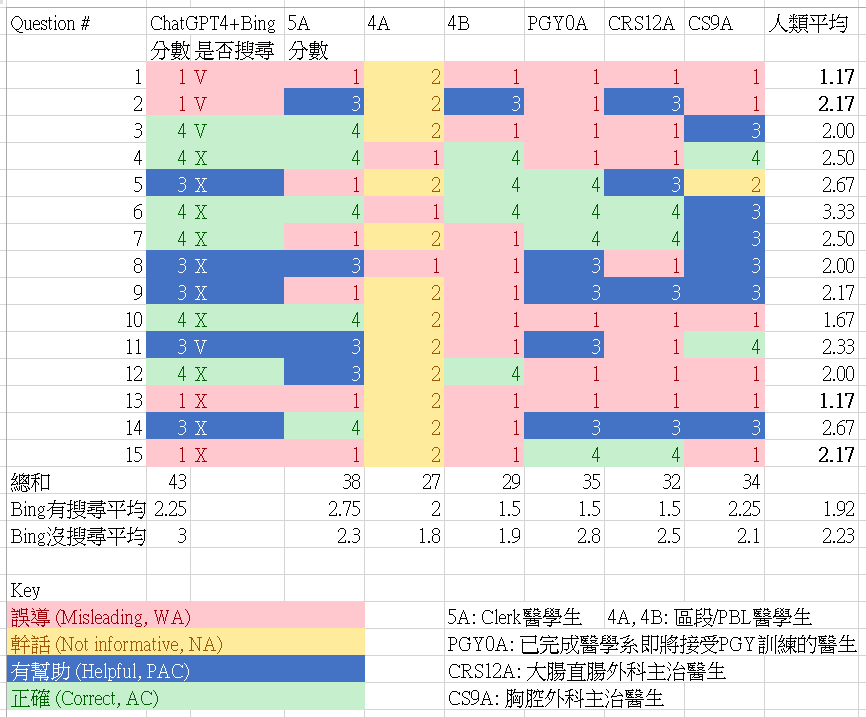 Question # ChatGPT4+Bing 5A 4A 4B PGY0A CRS12A CS9A 人類平均
分數 是否搜尋 分數
1 1 V 1 2 1 1 1 1 1.17
2 1 V 3 2 3 1 3 1 2.17
3 4 V 4 2 1 1 1 3 2.00
4 4 X 4 1 4 1 1 4 2.50
5 3 X 1 2 4 4 3 2 2.67
6 4 X 4 1 4 4 4 3 3.33
7 4 X 1 2 1 4 4 3 2.50
8 3 X 3 1 1 3 1 3 2.00
9 3 X 1 2 1 3 3 3 2.17
10 4 X 4 2 1 1 1 1 1.67
11 3 V 3 2 1 3 1 4 2.33
12 4 X 3 2 4 1 1 1 2.00
13 1 X 1 2 1 1 1 1 1.17
14 3 X 4 2 1 3 3 3 2.67
15 1 X 1 2 1 4 4 1 2.17
總和 43 38 27 29 35 32 34
Bing有搜尋平均 2.25 2.75 2 1.5 1.5 1.5 2.25 1.92
Bing沒搜尋平均 3 2.3 1.8 1.9 2.8 2.5 2.1 2.23
Key
誤導 (Misleading, WA) 5A: Clerk醫學生 4A, 4B: 區段/PBL醫學生
幹話 (Not informative, NA) PGY0A: 已完成醫學系即將接受PGY訓練的醫生
有幫助 (Helpful, PAC) CRS12A: 大腸直腸外科主治醫生
正確 (Correct, AC) CS9A: 胸腔外科主治醫生